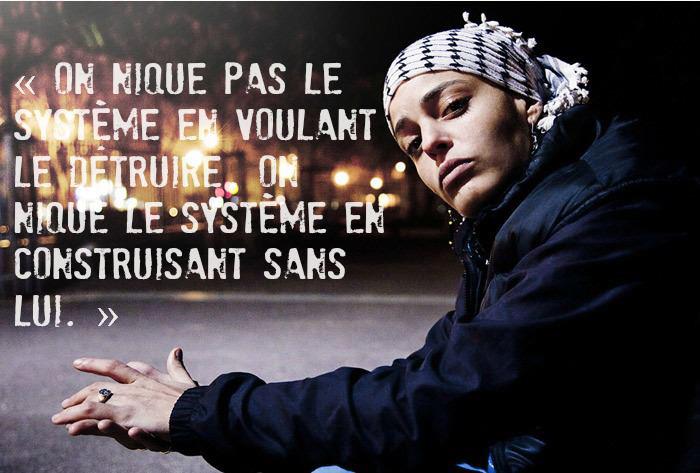 « ON NIQUE PAS LE
SYSTÈME EN VOULANT
LE DÉTRUIRE. ON
NIQUE LE SYSTÈME EN
CONSTRUISANT SANS
LUI. »